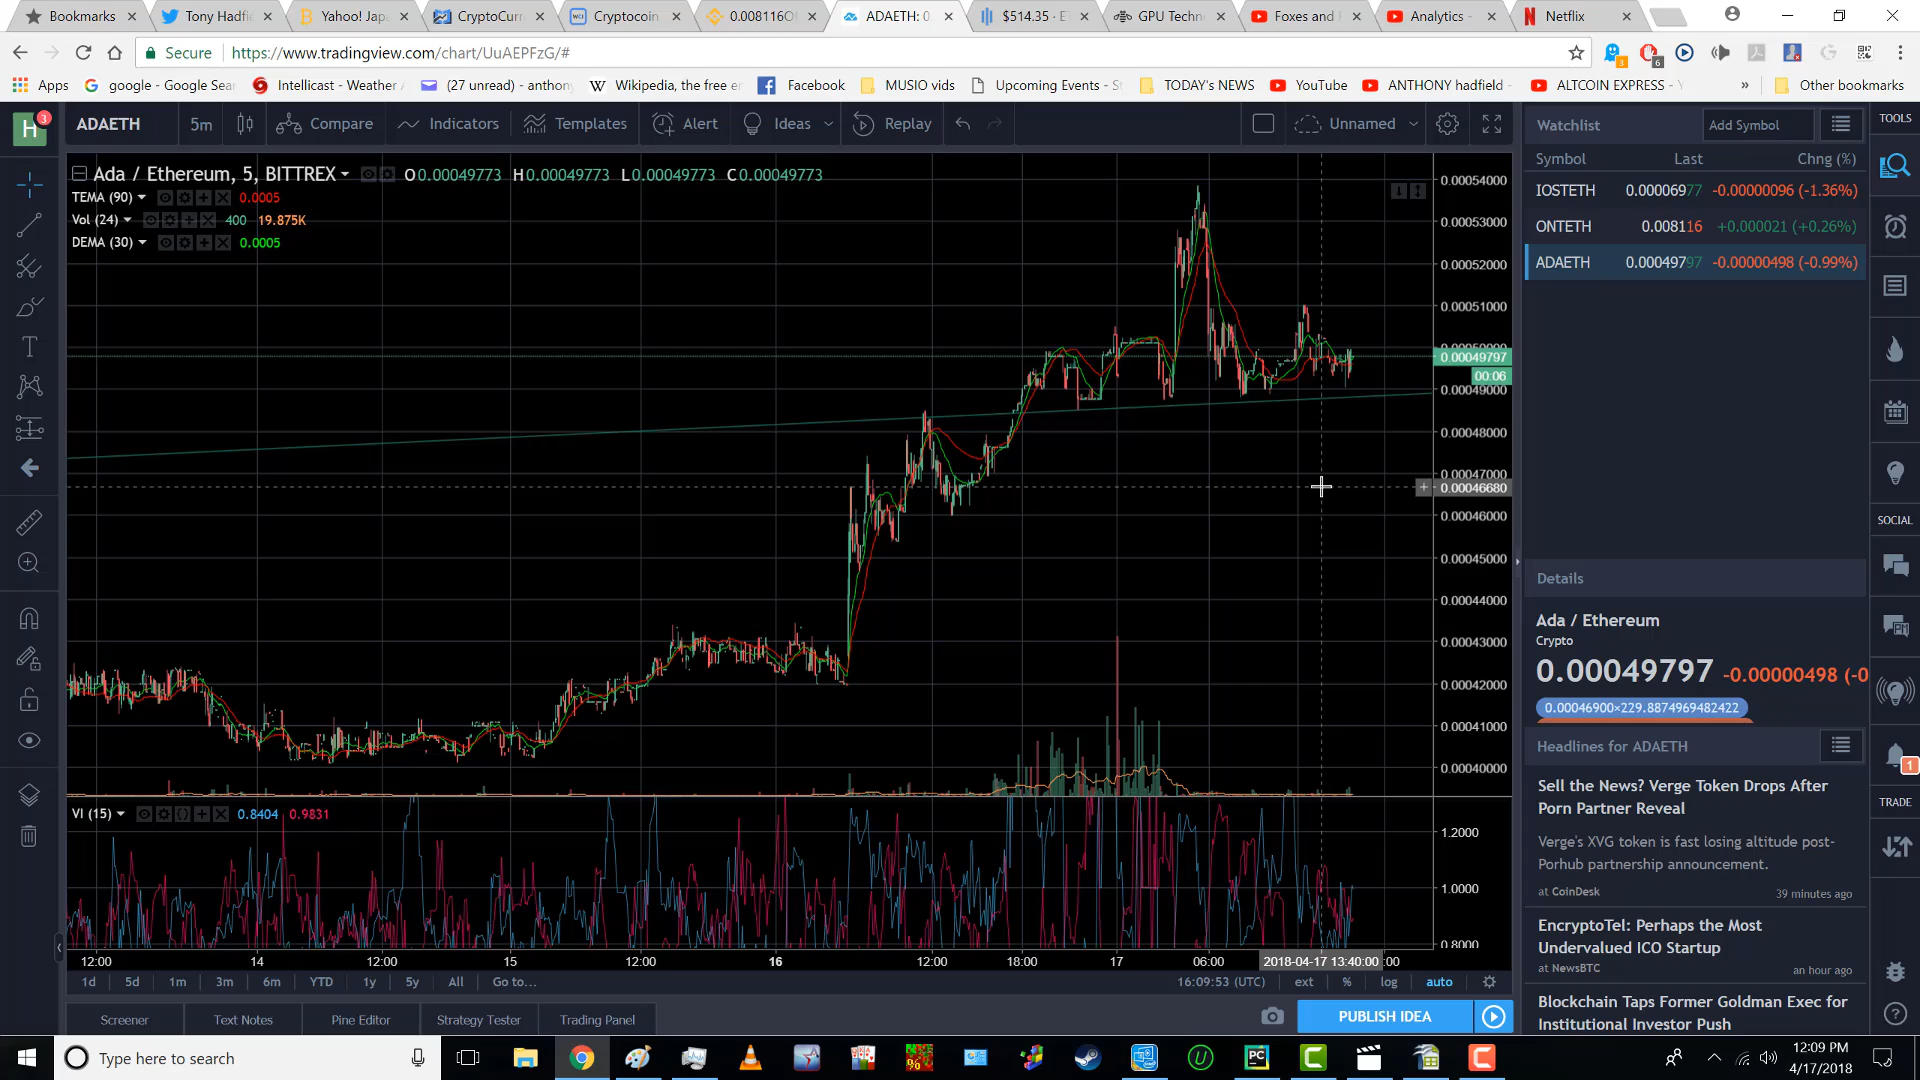 Bookmarks
Tony Hadfi
Yahoo! Jap
CryptoCurr
Cryptocoin
0.008116O
ADAETH: 0
$514.35 · E
GPU Techn
Foxes and
Analytics -
Netflix
Secure https://www.tradingview.com/chart/UuAEPFzG/#
Apps
google - Google Sear
Intellicast - Weather
(27 unread) - anthony
Wikipedia, the free e
Facebook
MUSIO vids
Upcoming Events - S
TODAY's NEWS
YouTube
ANTHONY hadfield
ALTCOIN EXPRESS -
»
Other bookmarks
H 3
ADAETH
5m
Compare
Indicators
Templates
Alert
Ideas
Replay
Unnamed
Watchlist
Add Symbol
TOOLS
Ada / Ethereum, 5, BITTREX O0.00049773 H0.00049773 L0.00049773 C0.00049773
TEMA (90) 0.0005
Vol (24) 400 19.875K
DEMA (30) 0.0005
Symbol Last Chng (%)
IOSTETH 0.00006977 -0.00000096 (-1.36%)
ONTETH 0.008116 +0.000021 (+0.26%)
ADAETH 0.00049797 -0.00000498 (-0.99%)
0.00054000
0.00053000
0.00052000
0.00051000
0.00049797
00:06
0.00049000
0.00048000
0.00047000
0.00046680
0.00046000
0.00045000
0.00044000
0.00043000
0.00042000
0.00041000
0.00040000
SOCIAL
Details
Ada / Ethereum
Crypto
0.00049797 -0.00000498 (-0
0.00046900×229.8874969482422
Headlines for ADAETH
Sell the News? Verge Token Drops After
Porn Partner Reveal
Verge's XVG token is fast losing altitude post-
Porhub partnership announcement.
at CoinDesk 39 minutes ago
EncryptoTel: Perhaps the Most
Undervalued ICO Startup
at NewsBTC an hour ago
Blockchain Taps Former Goldman Exec for
Institutional Investor Push
1
TRADE
VI (15) 0.8404 0.9831
1.2000
1.0000
0.8000
12:00 14 12:00 15 12:00 16 12:00 18:00 17 06:00 2018-04-17 13:40:00 :00
1d 5d 1m 3m 6m YTD 1y 5y All Go to... 16:09:53 (UTC) ext % log auto
Screener
Text Notes
Pine Editor
Strategy Tester
Trading Panel
PUBLISH IDEA
Type here to search
12:09 PM
4/17/2018